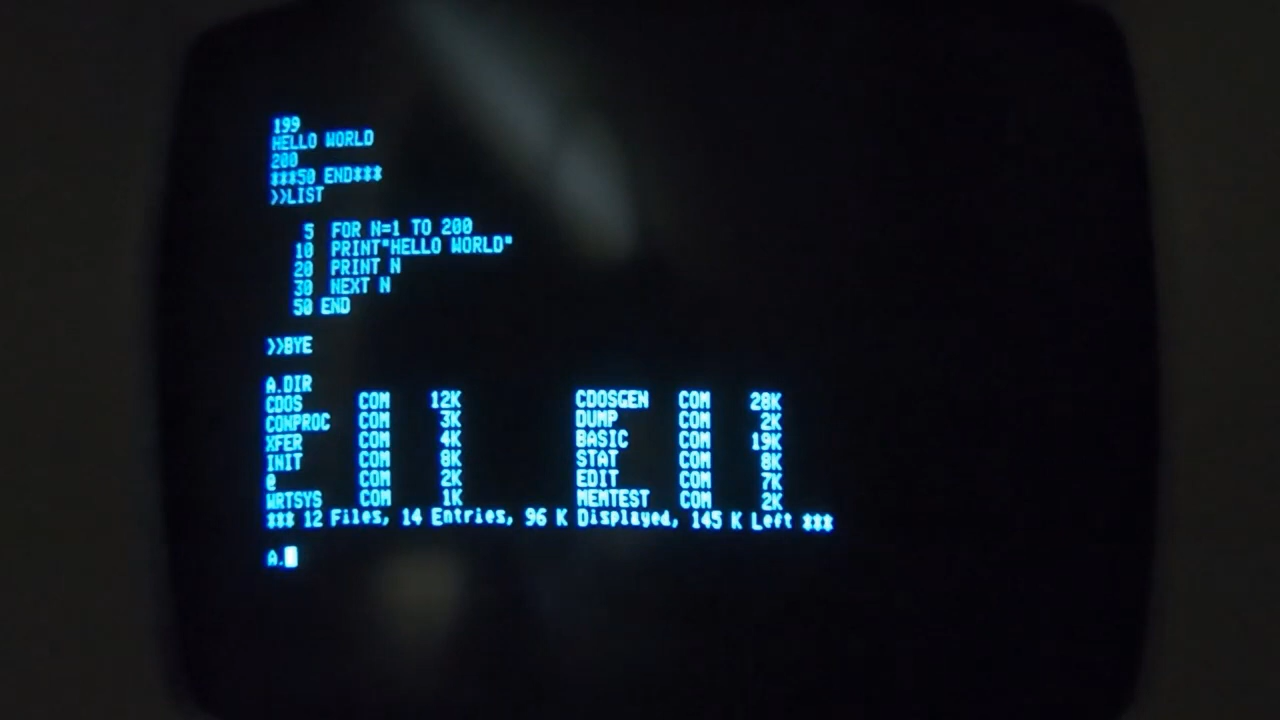 199
HELLO WORLD
200
***50 END***
>>LIST
5 FOR N=1 TO 200
10 PRINT"HELLO WORLD"
20 PRINT N
30 NEXT N
50 END
>>BYE
A.DIR
CDOS COM 12K CDOSGEN COM 28K
CONPROC COM 3K DUMP COM 2K
XFER COM 4K BASIC COM 19K
INIT COM 8K STAT COM 8K
@ COM 2K EDIT COM 7K
WRTSYS COM 1K MEMTEST COM 2K
*** 12 Files, 14 Entries, 96 K Displayed, 145 K Left ***
A.